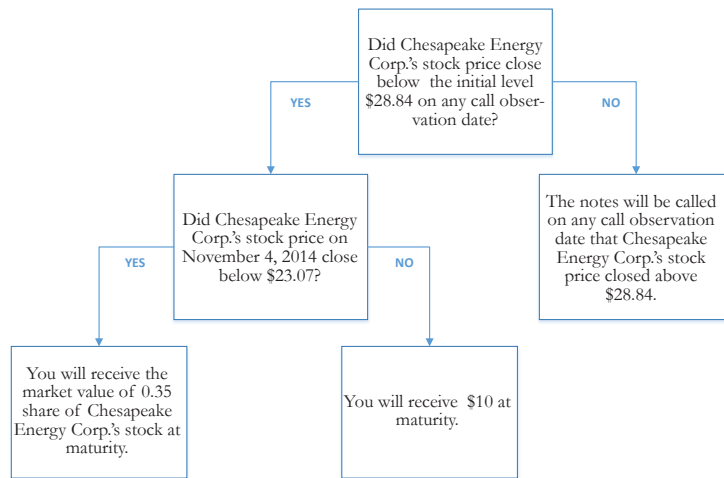 Did Chesapeake Energy
Corp.'s stock price close
below the initial level
$28.84 on any call obser-
vation date?
YES
NO
Did Chesapeake Energy
Corp.'s stock price on
November 4, 2014 close
below $23.07?
The notes will be called
on any call observation
date that Chesapeake
Energy Corp.'s stock
price closed above
$28.84.
YES
NO
You will receive the
market value of 0.35
share of Chesapeake
Energy Corp.'s stock at
maturity.
You will receive $10 at
maturity.